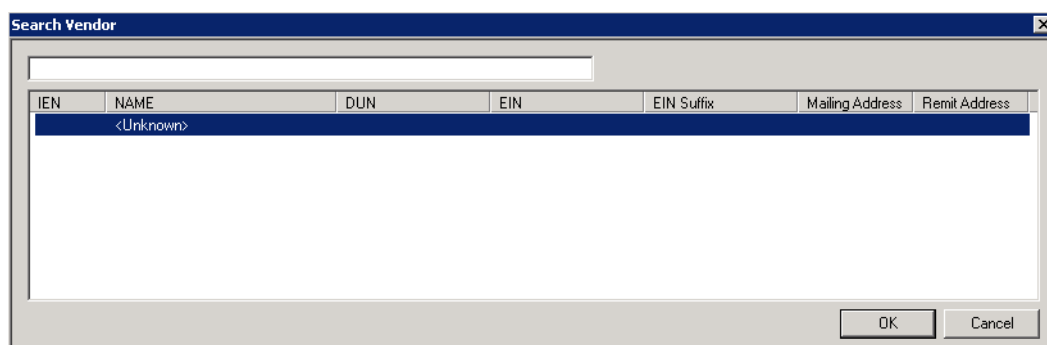 Search Vendor
IEN NAME DUN EIN EIN Suffix Mailing Address Remit Address
<Unknown>
OK Cancel